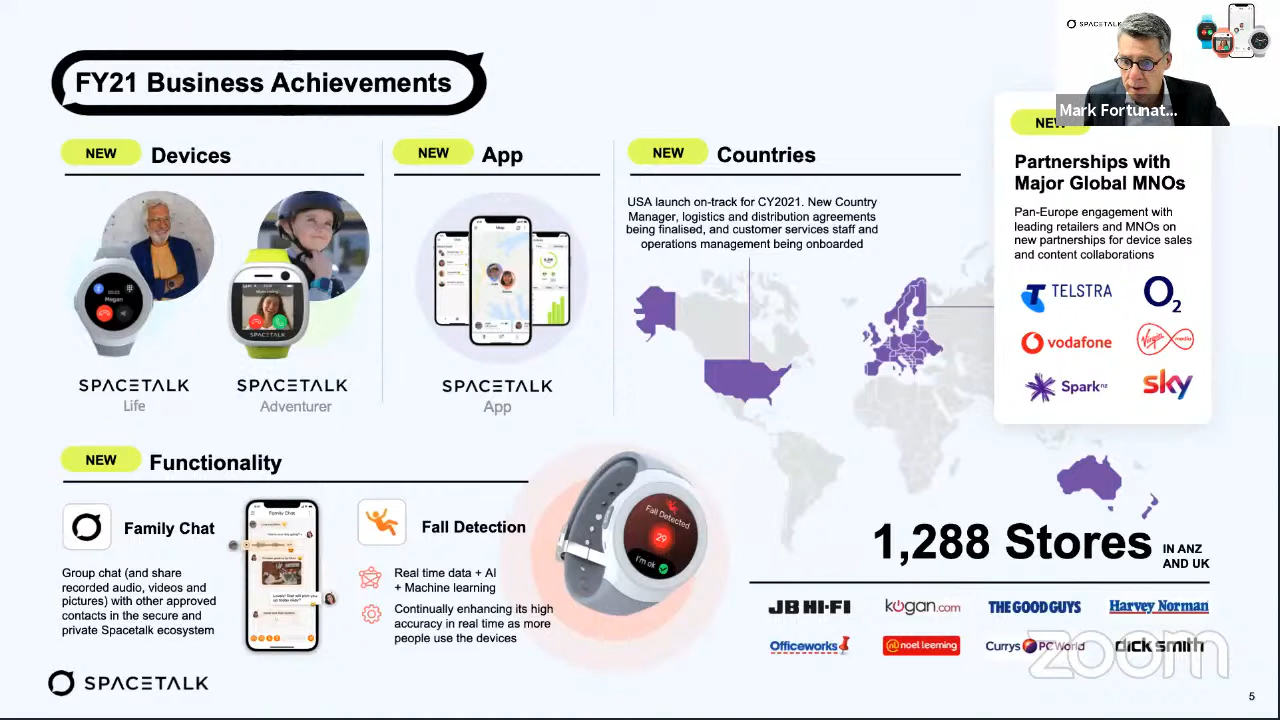 SPACETALK
Mark Fortunat...
FY21 Business Achievements
NEW
Devices
SPACETALK
Life
SPACETALK
Adventurer
NEW
App
SPACETALK
App
NEW
Countries
USA launch on-track for CY2021. New Country
Manager, logistics and distribution agreements
being finalised, and customer services staff and
operations management being onboarded
NEW
Partnerships with
Major Global MNOs
Pan-Europe engagement with
leading retailers and MNOs on
new partnerships for device sales
and content collaborations
TELSTRA
O2
vodafone
Virgin media
Spark nz
sky
NEW
Functionality
Family Chat
Group chat (and share
recorded audio, videos and
pictures) with other approved
contacts in the secure and
private Spacetalk ecosystem
Family Chat
Fall Detection
Real time data + AI
+ Machine learning
Continually enhancing its high
accuracy in real time as more
people use the devices
Fall Detected
29
I'm ok
Megan
SPACETALK
1,288 Stores
IN ANZ
AND UK
JB HI-FI
kogan.com
THE GOOD GUYS
Harvey Norman
Officeworks
nl noel leeming
Currys PC World
dick smith
zoom
SPACETALK
5